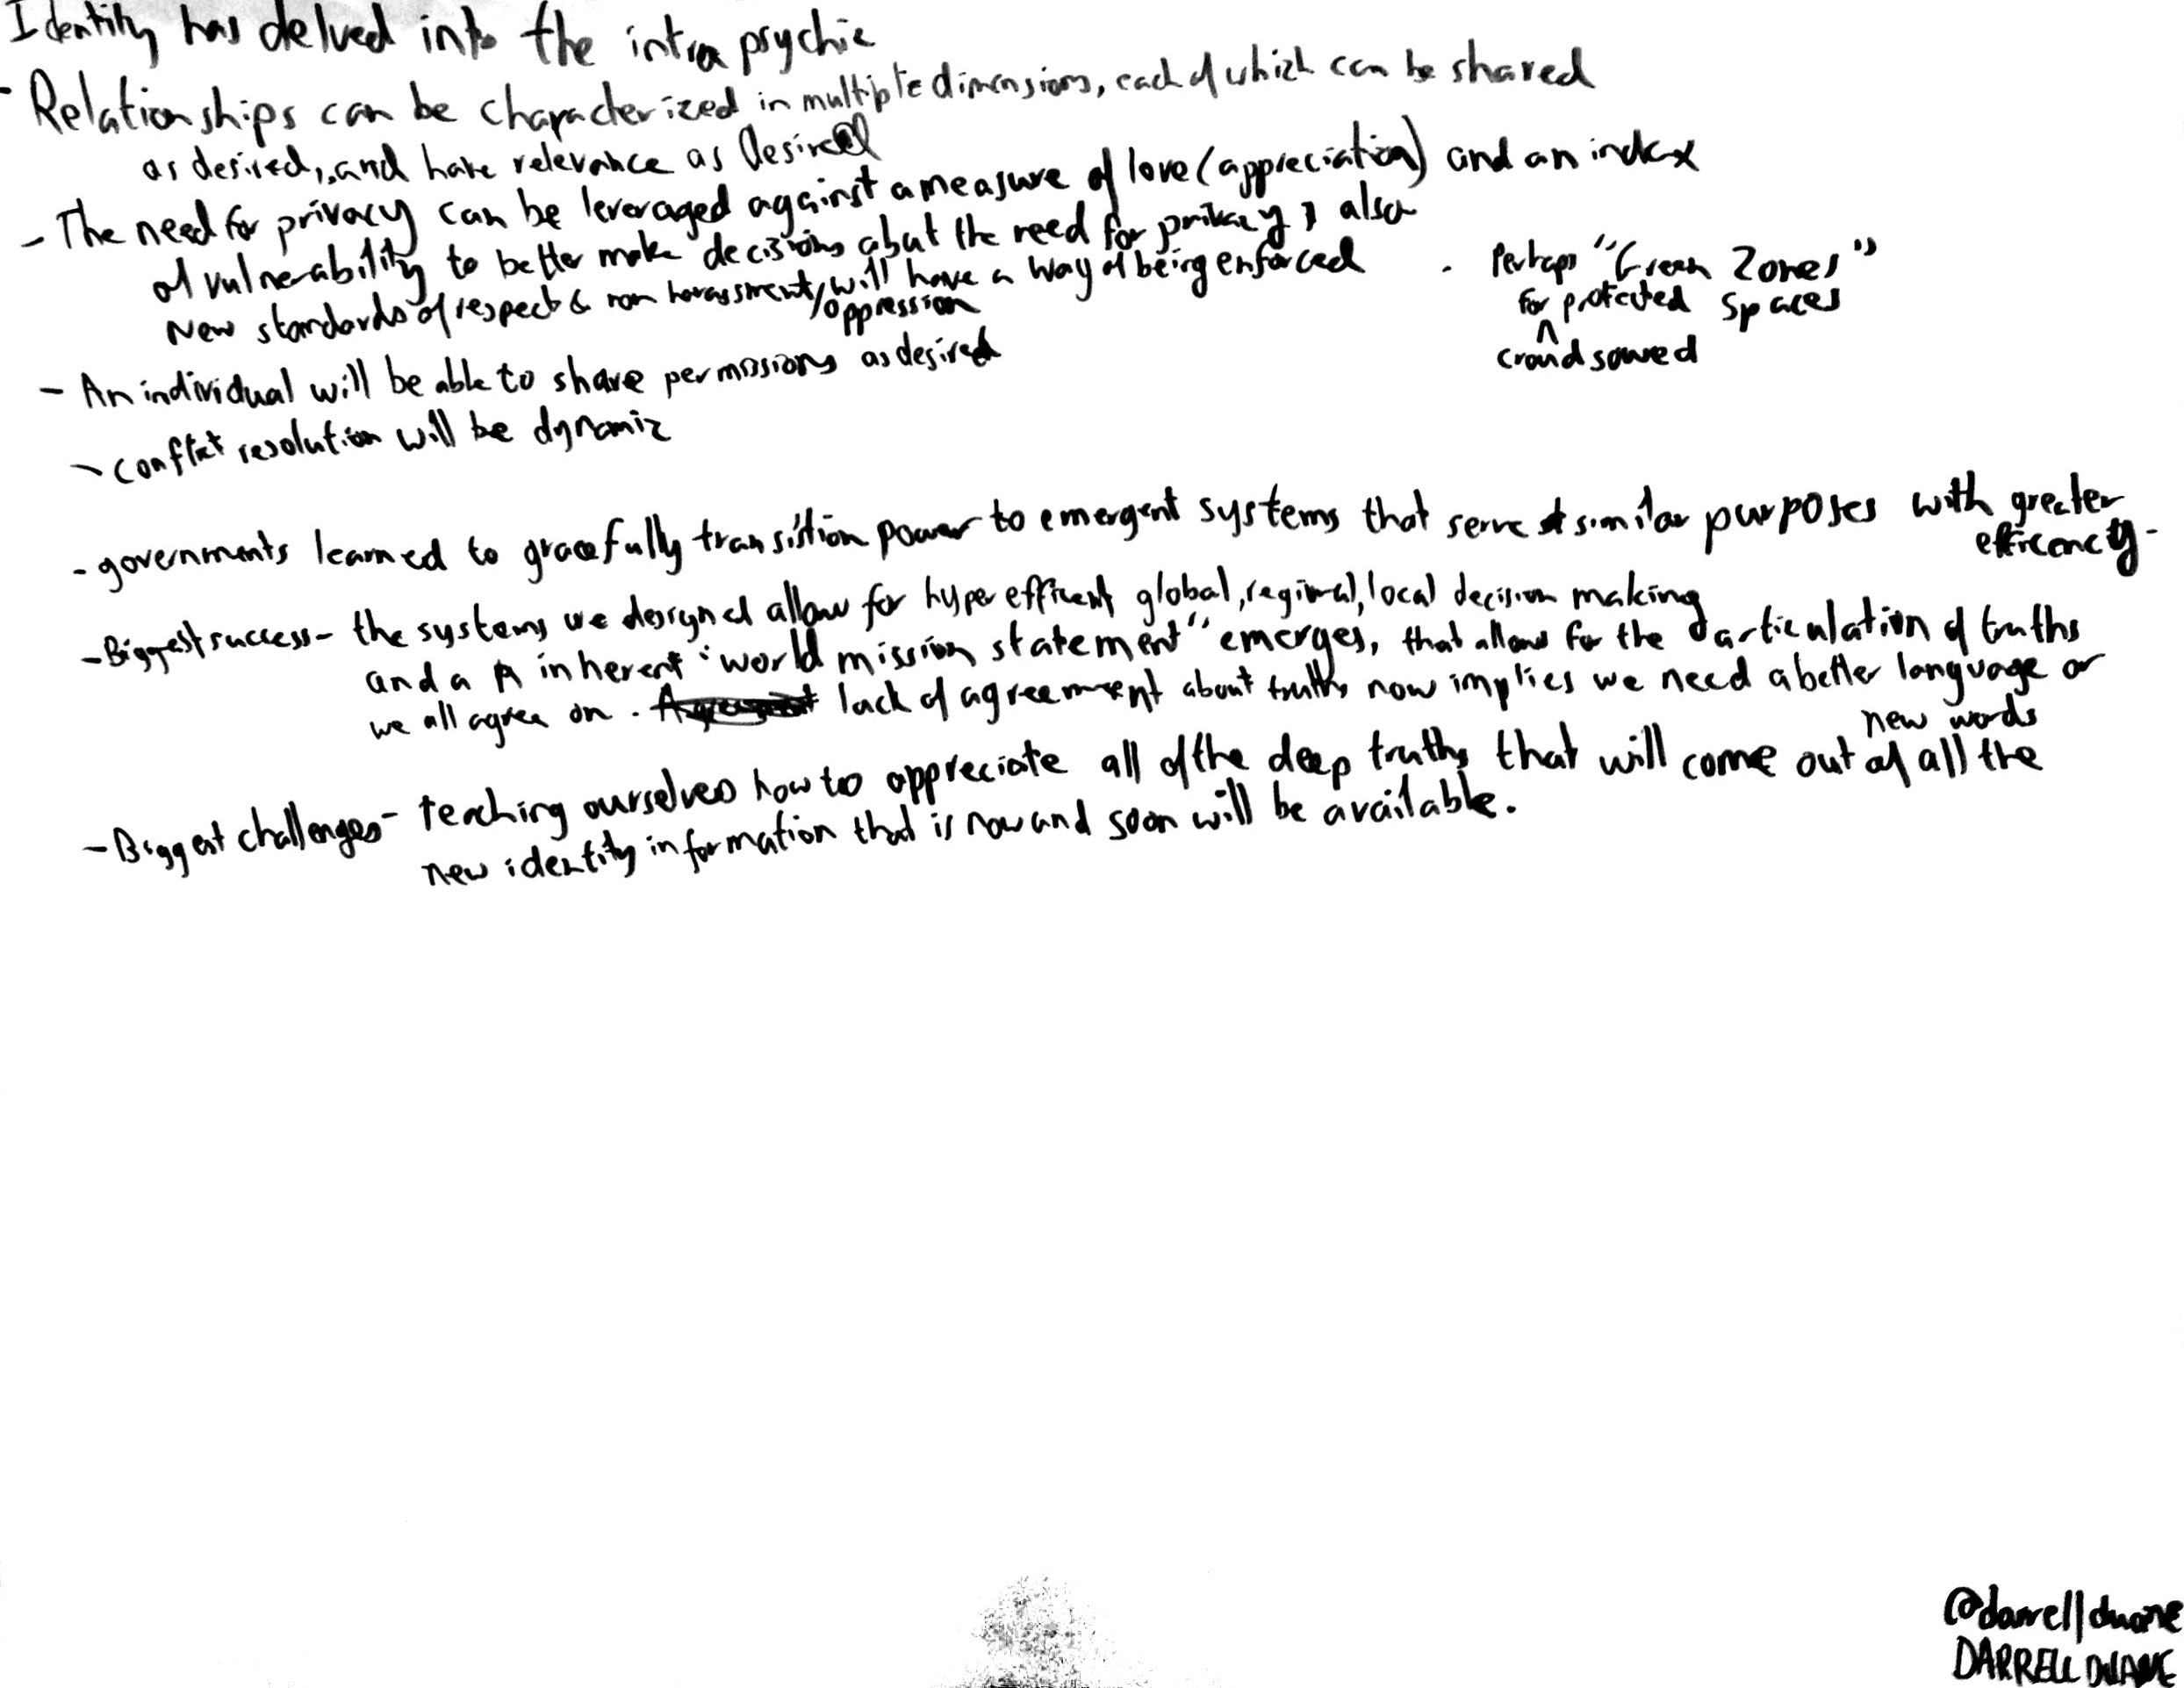 Identity has delved into the intra psychic
- Relationships can be characterized in multiple dimensions, each of which can be shared
as desired, and have relevance as desired
- The need for privacy can be leveraged against a measure of love (appreciation) and an index
of vulnerability to better make decisions about the need for privacy, also
New standards of respect & non harassment/oppression will have a way of being enforced
- Perhaps "Green Zones"
for protected spaces
^
crowd sourced
- An individual will be able to share permissions as desired
- conflict resolution will be dynamic
- governments learned to gracefully transistion power to emergent systems that serve similar purposes with greater
efficency -
- Biggest success - the systems we designed allow for hyper efficent global, regional, local decision making
and a inherent "world mission statement" emerges, that allows for the articulation of truths
we all agree on. lack of agreement about truths now implies we need a better language or
new words
- Biggest challenges - teaching ourselves how to appreciate all of the deep truths that will come out of all the
new identity information that is now and soon will be available.
@darrellduane
DARRELL DUANE